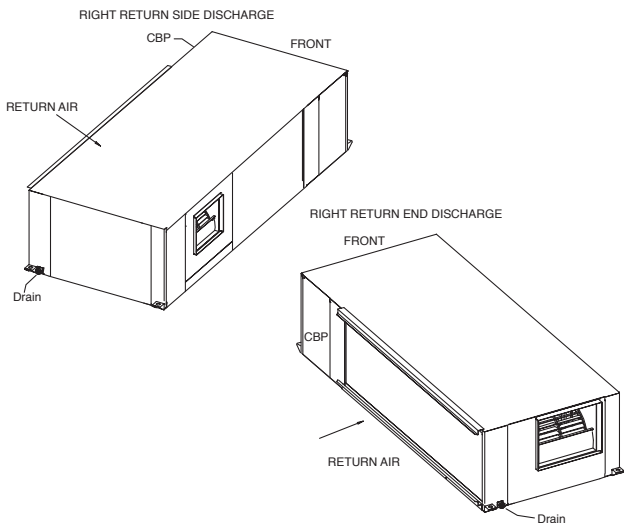 RIGHT RETURN SIDE DISCHARGE
CBP
FRONT
RETURN AIR
Drain
RIGHT RETURN END DISCHARGE
FRONT
CBP
RETURN AIR
Drain